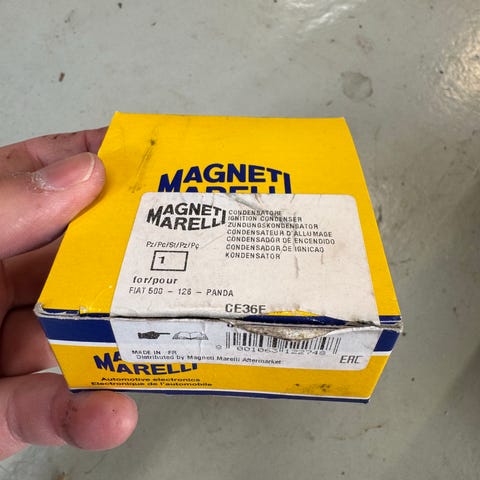 MAGNETI
MARELLI
MAGNETI
MARELLI
CONDENSATORE
IGNITION CONDENSER
ZUNDUNGSKONDENSATOR
CONDENSATEUR D'ALLUMAGE
CONDENSADOR DE ENCENDIDO
CONDENSADOR DE IGNICAO
KONDENSATOR
Pz/Pc/St/Pz/Pç
1
for/pour
FIAT 500 - 126 - PANDA
CE36F
MADE IN FR
Distributed by Magneti Marelli Aftermarket
EAC
MARELLI
Automotive electronics
Electronique de l'automobile